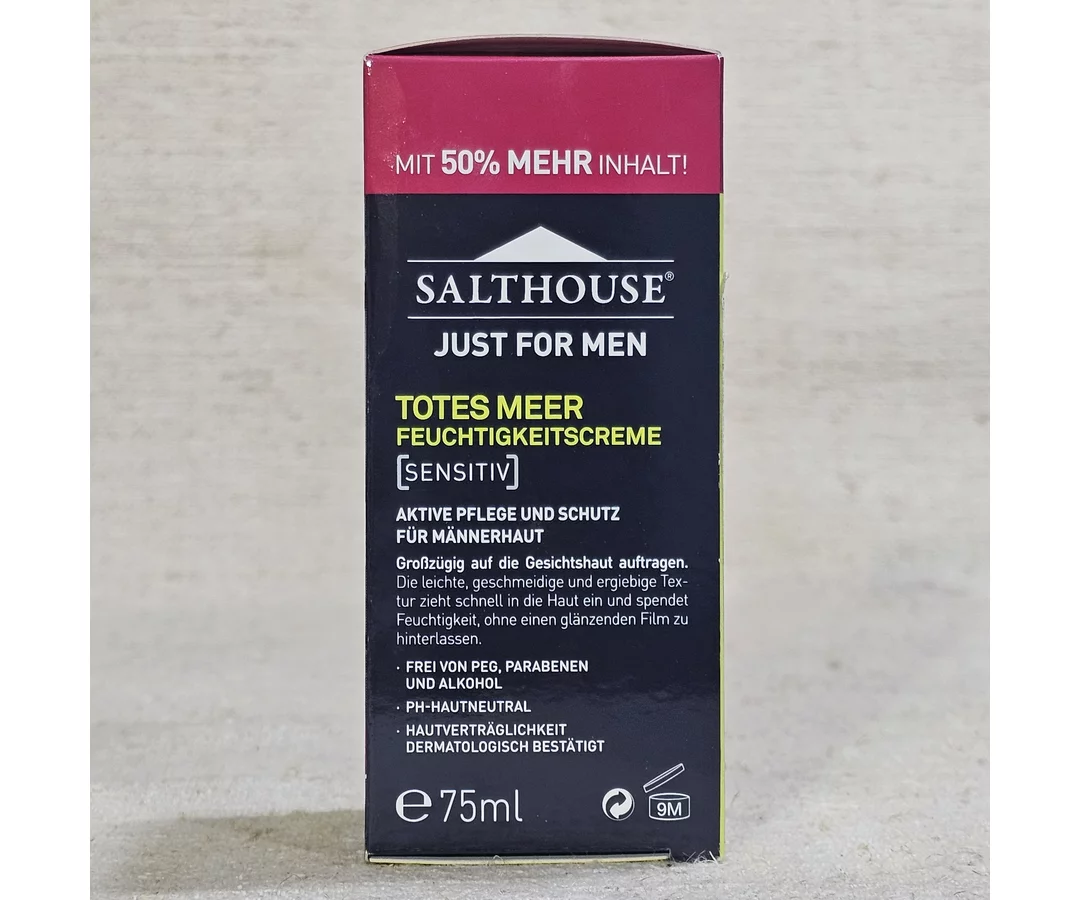 MIT 50% MEHR INHALT!
SALTHOUSE®
JUST FOR MEN
TOTES MEER
FEUCHTIGKEITSCREME
[SENSITIV]
AKTIVE PFLEGE UND SCHUTZ
FÜR MÄNNERHAUT
Großzügig auf die Gesichtshaut auftragen.
Die leichte, geschmeidige und ergiebige Tex-
tur zieht schnell in die Haut ein und spendet
Feuchtigkeit, ohne einen glänzenden Film zu
hinterlassen.
· FREI VON PEG, PARABENEN
UND ALKOHOL
· PH-HAUTNEUTRAL
· HAUTVERTRÄGLICHKEIT
DERMATOLOGISCH BESTÄTIGT
℮ 75ml
9M